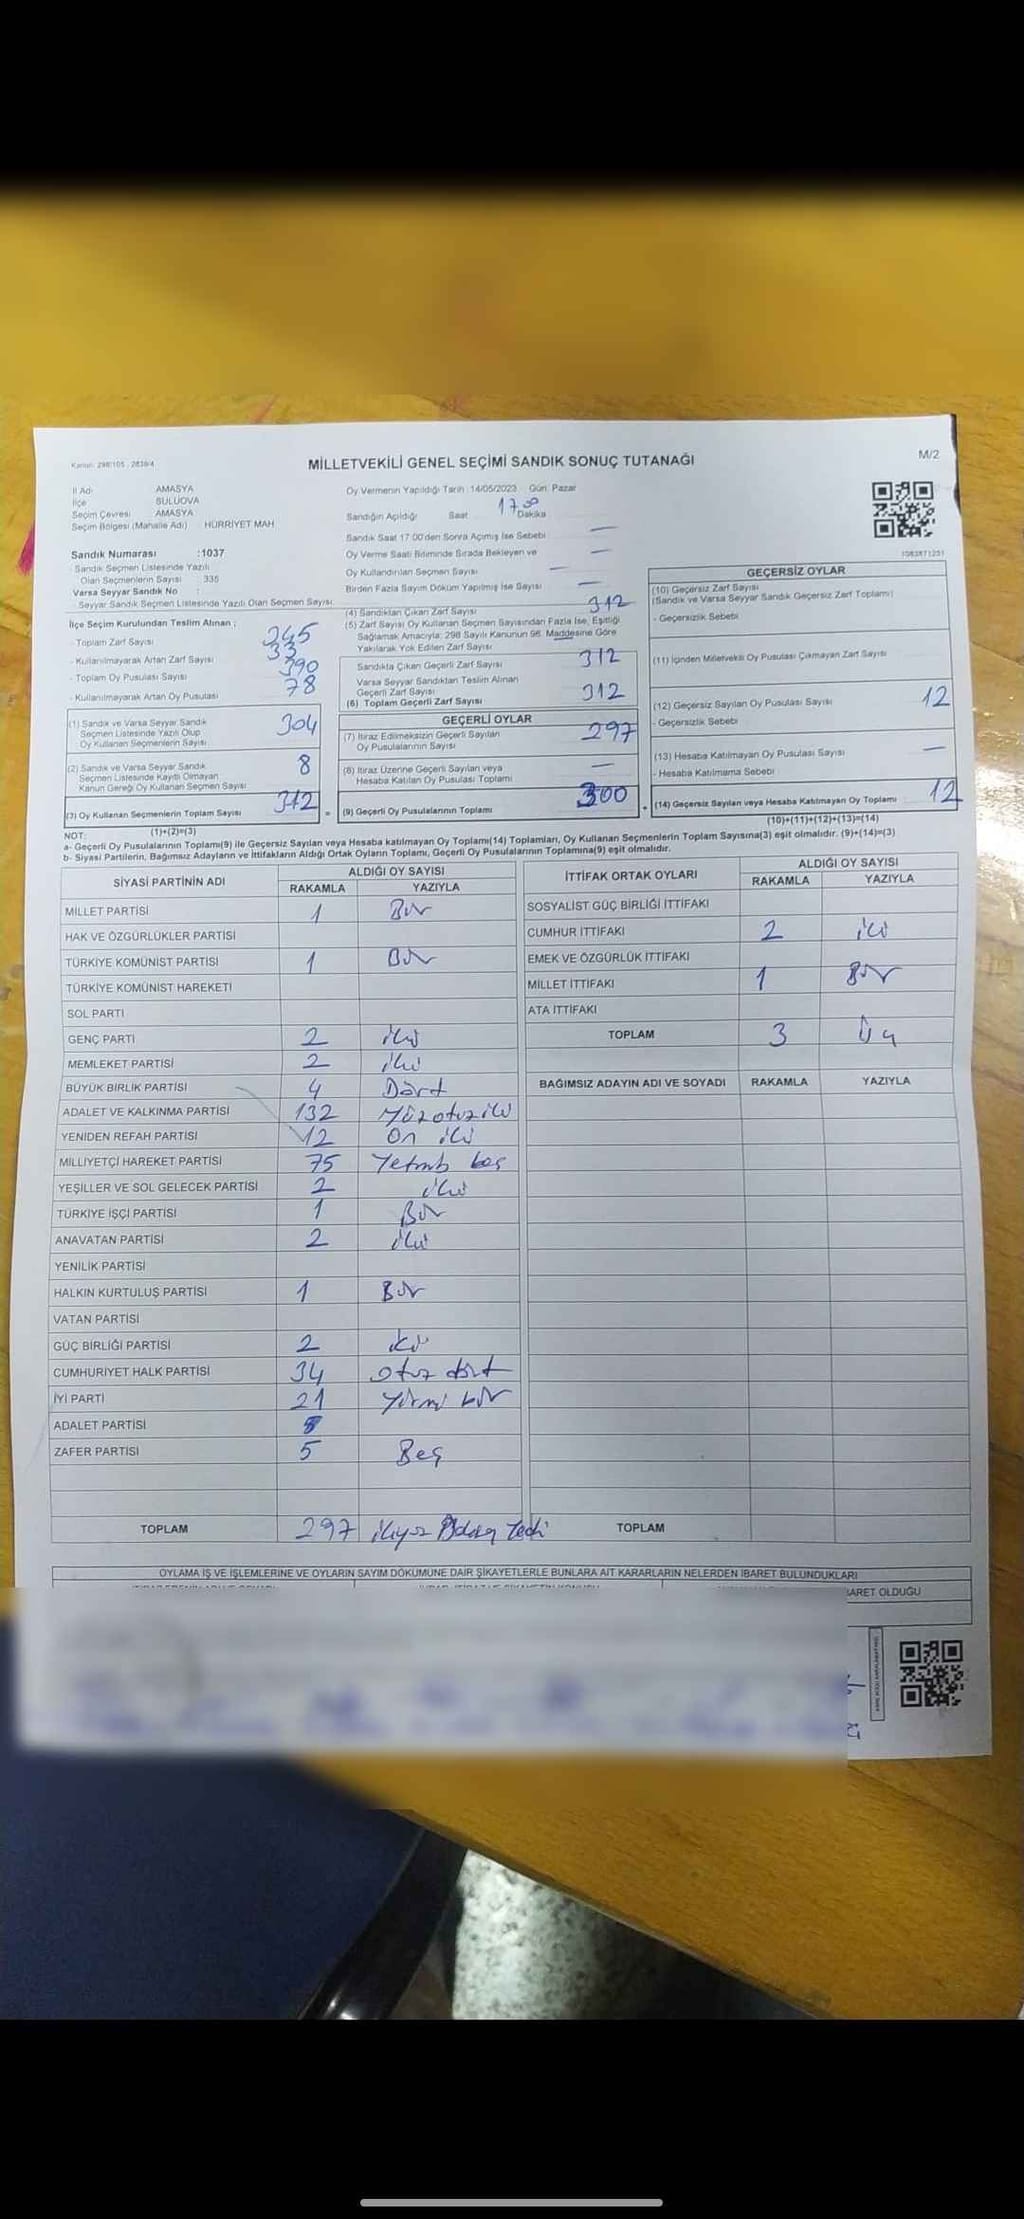 Kanun: 298/105 - 2839/4
MİLLETVEKİLİ GENEL SEÇİMİ SANDIK SONUÇ TUTANAĞI
M/2
İl Adı AMASYA
İlçe SULUOVA
Seçim Çevresi AMASYA
Seçim Bölgesi (Mahalle Adı) HÜRRİYET MAH
Sandık Numarası :1037
Sandık Seçmen Listesinde Yazılı
Olan Seçmenlerin Sayısı : 335
Varsa Seyyar Sandık No :
Seyyar Sandık Seçmen Listesinde Yazılı Olan Seçmen Sayısı:
Oy Vermenin Yapıldığı Tarih :14/05/2023 Gün: Pazar
Sandığın Açıldığı Saat 17 Dakika
Sandık Saat 17:00'den Sonra Açmış İse Sebebi —
Oy Verme Saati Bitiminde Sırada Bekleyen ve —
Oy Kullandırılan Seçmen Sayısı —
Birden Fazla Sayım Döküm Yapılmış İse Sayısı —
İlçe Seçim Kurulundan Teslim Alınan ;
- Toplam Zarf Sayısı 345
- Kullanılmayarak Artan Zarf Sayısı 33
- Toplam Oy Pusulası Sayısı 390
- Kullanılmayarak Artan Oy Pusulası 78
(1) Sandık ve Varsa Seyyar Sandık
Seçmen Listesinde Yazılı Olup
Oy Kullanan Seçmenlerin Sayısı 304
(2) Sandık ve Varsa Seyyar Sandık
Seçmen Listesinde Kayıtlı Olmayan
Kanun Gereği Oy Kullanan Seçmen Sayısı 8
(3) Oy Kullanan Seçmenlerin Toplam Sayısı 312
(1)+(2)=(3)
(4) Sandıktan Çıkan Zarf Sayısı 312
(5) Zarf Sayısı Oy Kullanan Seçmen Sayısından Fazla İse, Eşitliği
Sağlamak Amacıyla; 298 Sayılı Kanunun 98. Maddesine Göre
Yakılarak Yok Edilen Zarf Sayısı
Sandıkta Çıkan Geçerli Zarf Sayısı 312
Varsa Seyyar Sandıktan Teslim Alınan
Geçerli Zarf Sayısı
(6) Toplam Geçerli Zarf Sayısı 312
GEÇERLİ OYLAR
(7) İtiraz Edilmeksizin Geçerli Sayılan
Oy Pusulalarının Sayısı 297
(8) İtiraz Üzerine Geçerli Sayılan veya
Hesaba Katılan Oy Pusulası Toplamı —
(9) Geçerli Oy Pusulalarının Toplamı 300
1083871251
GEÇERSİZ OYLAR
(10) Geçersiz Zarf Sayısı
(Sandık ve Varsa Seyyar Sandık Geçersiz Zarf Toplamı)
- Geçersizlik Sebebi
(11) İçinden Milletvekili Oy Pusulası Çıkmayan Zarf Sayısı
(12) Geçersiz Sayılan Oy Pusulası Sayısı 12
- Geçersizlik Sebebi
(13) Hesaba Katılmayan Oy Pusulası Sayısı —
- Hesaba Katılmama Sebebi
(14) Geçersiz Sayılan veya Hesaba Katılmayan Oy Toplamı 12
(10)+(11)+(12)+(13)=(14)
NOT:
a- Geçerli Oy Pusulalarının Toplamı(9) ile Geçersiz Sayılan veya Hesaba katılmayan Oy Toplamı(14) Toplamları, Oy Kullanan Seçmenlerin Toplam Sayısına(3) eşit olmalıdır. (9)+(14)=(3)
b- Siyasi Partilerin, Bağımsız Adayların ve İttifakların Aldığı Ortak Oyların Toplamı, Geçerli Oy Pusulalarının Toplamına(9) eşit olmalıdır.
SİYASİ PARTİNİN ADI ALDIĞI OY SAYISI
RAKAMLA YAZIYLA
MİLLET PARTİSİ 1 Bir
HAK VE ÖZGÜRLÜKLER PARTİSİ
TÜRKİYE KOMÜNİST PARTİSİ 1 Bir
TÜRKİYE KOMÜNİST HAREKETİ
SOL PARTİ
GENÇ PARTİ 2 iki
MEMLEKET PARTİSİ 2 iki
BÜYÜK BİRLİK PARTİSİ 4 Dört
ADALET VE KALKINMA PARTİSİ 132 Yüzotuziki
YENİDEN REFAH PARTİSİ 12 On iki
MİLLİYETÇİ HAREKET PARTİSİ 75 Yetmiş beş
YEŞİLLER VE SOL GELECEK PARTİSİ 2 iki
TÜRKİYE İŞÇİ PARTİSİ 1 Bir
ANAVATAN PARTİSİ 2 iki
YENİLİK PARTİSİ
HALKIN KURTULUŞ PARTİSİ 1 Bir
VATAN PARTİSİ
GÜÇ BİRLİĞİ PARTİSİ 2 iki
CUMHURİYET HALK PARTİSİ 34 otuz dört
İYİ PARTİ 21 Yirmi bir
ADALET PARTİSİ
ZAFER PARTİSİ 5 Beş
TOPLAM 297 ikiyüz Doksan Yedi
İTTİFAK ORTAK OYLARI ALDIĞI OY SAYISI
RAKAMLA YAZIYLA
SOSYALİST GÜÇ BİRLİĞİ İTTİFAKI
CUMHUR İTTİFAKI 2 iki
EMEK VE ÖZGÜRLÜK İTTİFAKI
MİLLET İTTİFAKI 1 Bir
ATA İTTİFAKI
TOPLAM 3 Üç
BAĞIMSIZ ADAYIN ADI VE SOYADI RAKAMLA YAZIYLA
TOPLAM
OYLAMA İŞ VE İŞLEMLERİNE VE OYLARIN SAYIM DÖKÜMÜNE DAİR ŞİKAYETLERLE BUNLARA AİT KARARLARIN NELERDEN İBARET BULUNDUKLARI
İBARET OLDUĞU